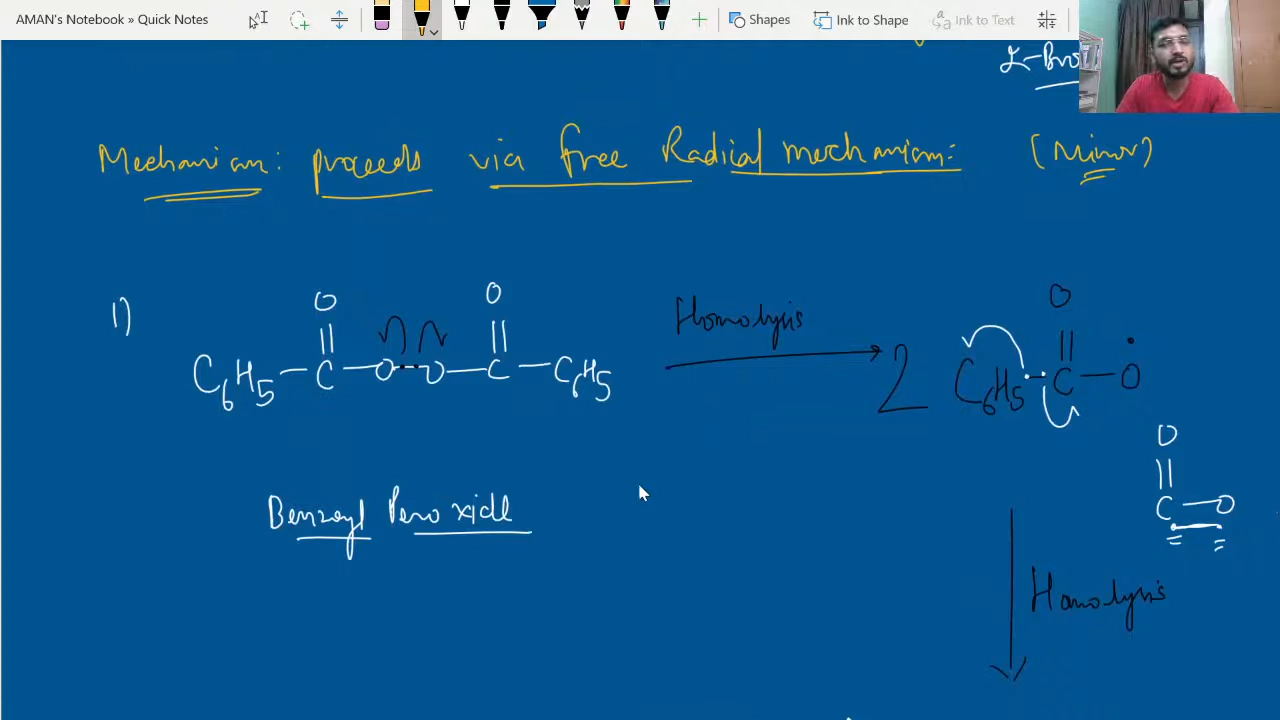 AMAN's Notebook » Quick Notes
Shapes
Ink to Shape
Ink to Text
Mechanism: proceeds via free Radical mechanism:- (Minor)
1)
O O
C6H5-C-O-O-C-C6H5
Homolysis
O
2 C6H5-C-O
Benzoyl Peroxide
O
C-O
Homolysis